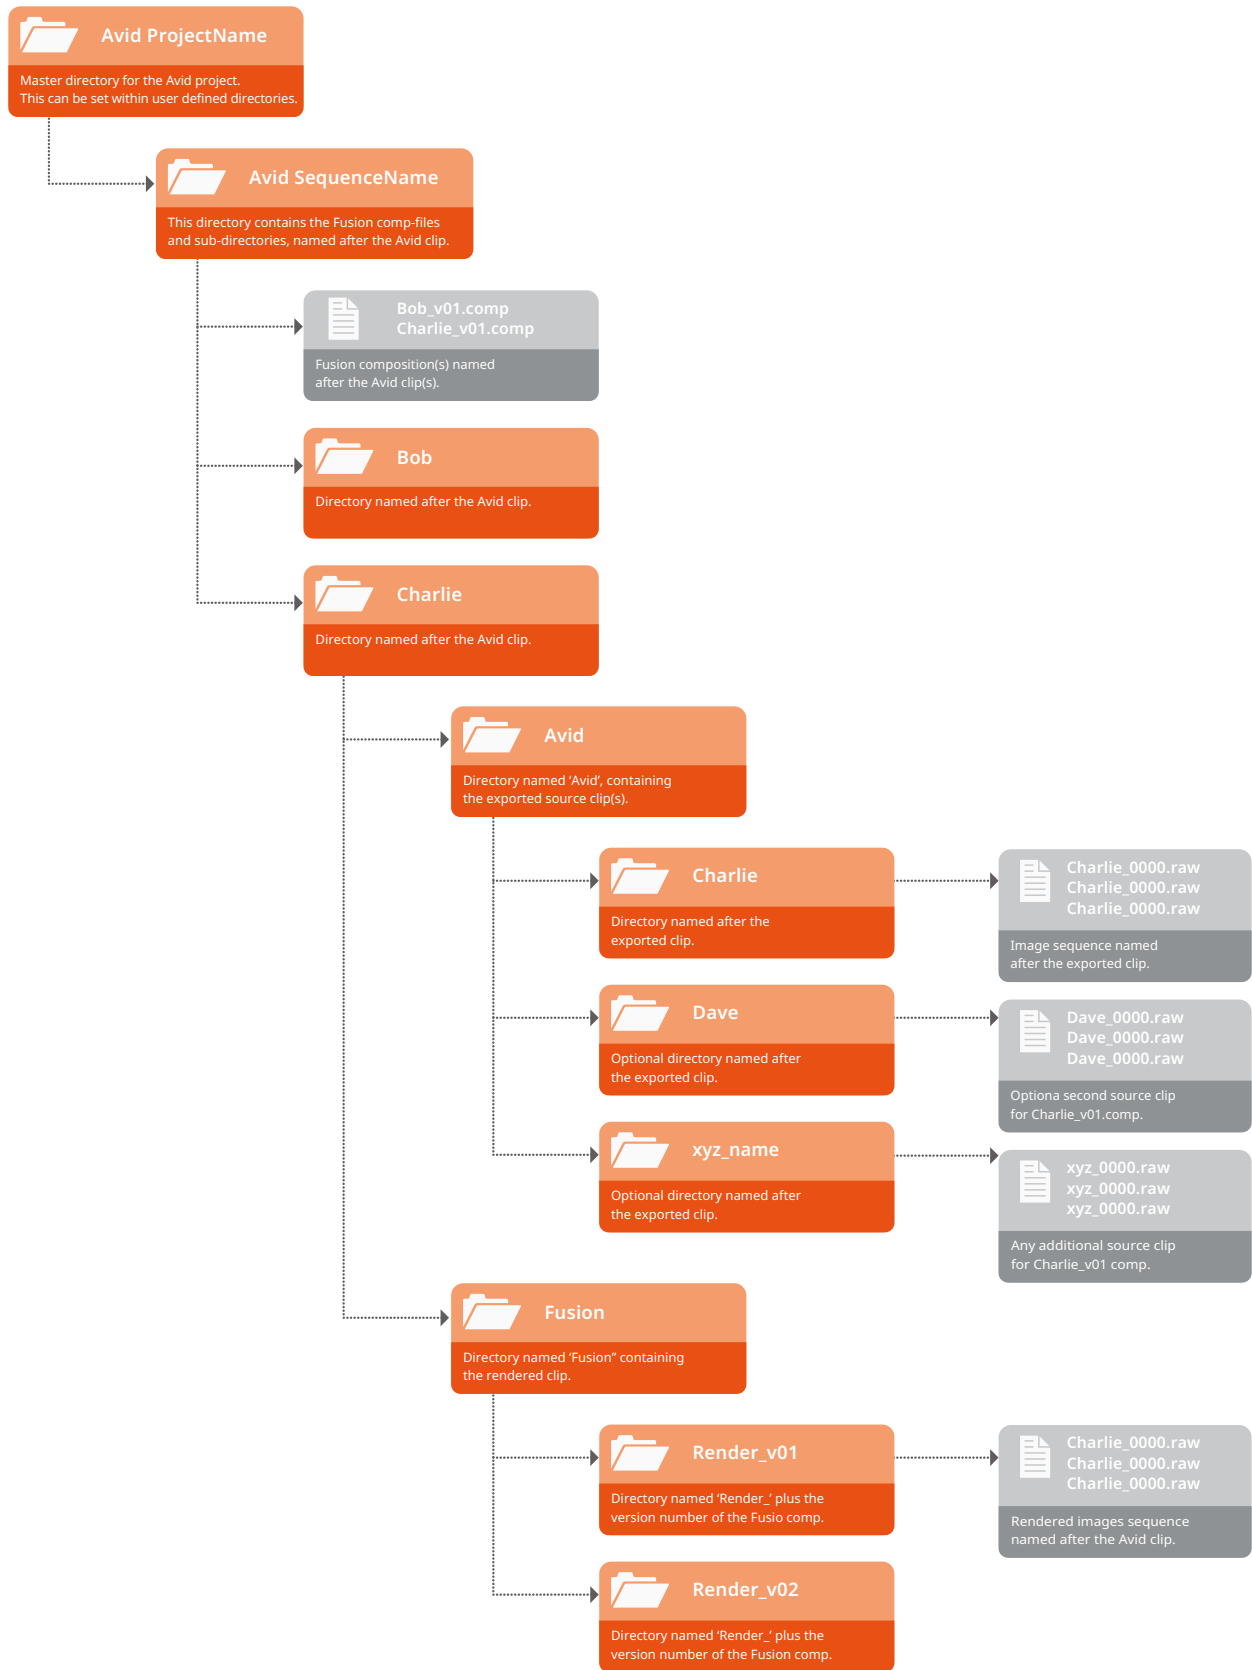 Avid ProjectName
Master directory for the Avid project.
This can be set within user defined directories.
Avid SequenceName
This directory contains the Fusion comp-files
and sub-directories, named after the Avid clip.
Bob_v01.comp
Charlie_v01.comp
Fusion composition(s) named
after the Avid clip(s).
Bob
Directory named after the Avid clip.
Charlie
Directory named after the Avid clip.
Avid
Directory named ‘Avid’, containing
the exported source clip(s).
Charlie
Directory named after the
exported clip.
Charlie_0000.raw
Charlie_0000.raw
Charlie_0000.raw
Image sequence named
after the exported clip.
Dave
Optional directory named after
the exported clip.
Dave_0000.raw
Dave_0000.raw
Dave_0000.raw
Optiona second source clip
for Charlie_v01.comp.
xyz_name
Optional directory named after
the exported clip.
xyz_0000.raw
xyz_0000.raw
xyz_0000.raw
Any additional source clip
for Charlie_v01 comp.
Fusion
Directory named ‘Fusion” containing
the rendered clip.
Render_v01
Directory named ‘Render_’ plus the
version number of the Fusio comp.
Charlie_0000.raw
Charlie_0000.raw
Charlie_0000.raw
Rendered images sequence
named after the Avid clip.
Render_v02
Directory named ‘Render_’ plus the
version number of the Fusion comp.